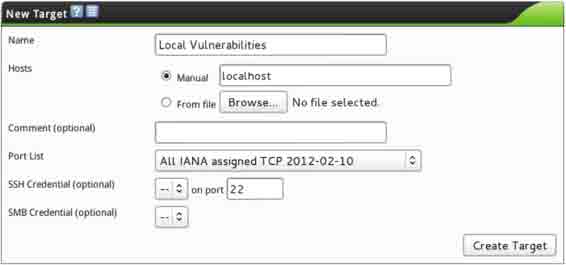 New Target ?
Name Local Vulnerabilities
Hosts Manual localhost
From file Browse... No file selected.
Comment (optional)
Port List All IANA assigned TCP 2012-02-10
SSH Credential (optional) -- on port 22
SMB Credential (optional) --
Create Target